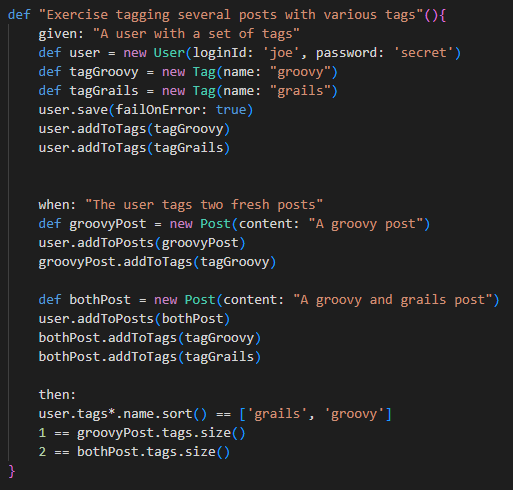 def "Exercise tagging several posts with various tags"(){
    given: "A user with a set of tags"
    def user = new User(loginId: 'joe', password: 'secret')
    def tagGroovy = new Tag(name: "groovy")
    def tagGrails = new Tag(name: "grails")
    user.save(failOnError: true)
    user.addToTags(tagGroovy)
    user.addToTags(tagGrails)


    when: "The user tags two fresh posts"
    def groovyPost = new Post(content: "A groovy post")
    user.addToPosts(groovyPost)
    groovyPost.addToTags(tagGroovy)

    def bothPost = new Post(content: "A groovy and grails post")
    user.addToPosts(bothPost)
    bothPost.addToTags(tagGroovy)
    bothPost.addToTags(tagGrails)

    then:
    user.tags*.name.sort() == ['grails', 'groovy']
    1 == groovyPost.tags.size()
    2 == bothPost.tags.size()
}